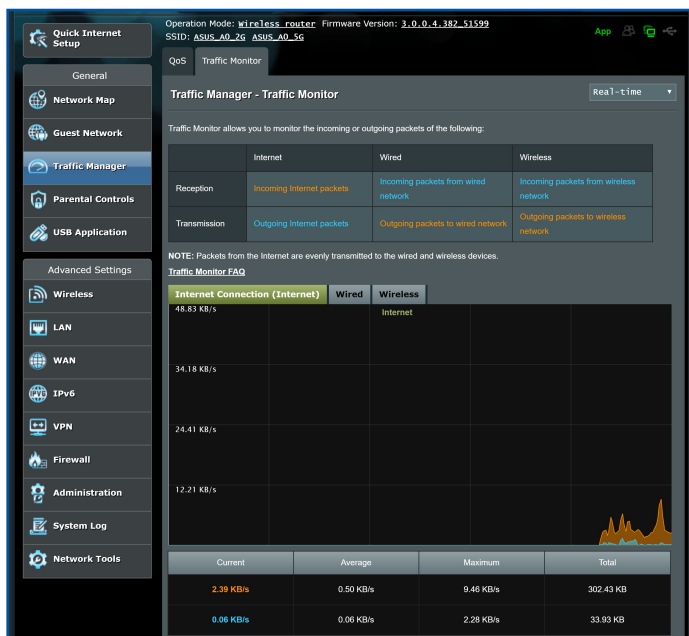 Quick Internet
Setup
General
Network Map
Guest Network
Traffic Manager
Parental Controls
USB Application
Advanced Settings
Wireless
LAN
WAN
IPv6
VPN
Firewall
Administration
System Log
Network Tools
Operation Mode: Wireless router Firmware Version: 3.0.0.4.382_51599
SSID: ASUS_A0_2G ASUS_A0_5G
App
QoS Traffic Monitor
Traffic Manager - Traffic Monitor
Real-time
Traffic Monitor allows you to monitor the incoming or outgoing packets of the following:
Internet Wired Wireless
Reception Incoming Internet packets Incoming packets from wired network Incoming packets from wireless network
Transmission Outgoing Internet packets Outgoing packets to wired network Outgoing packets to wireless network
NOTE: Packets from the Internet are evenly transmitted to the wired and wireless devices.
Traffic Monitor FAQ
Internet Connection (Internet) Wired Wireless
48.83 KB/s
Internet
34.18 KB/s
24.41 KB/s
12.21 KB/s
Current Average Maximum Total
2.39 KB/s 0.50 KB/s 9.46 KB/s 302.43 KB
0.06 KB/s 0.06 KB/s 2.28 KB/s 33.93 KB